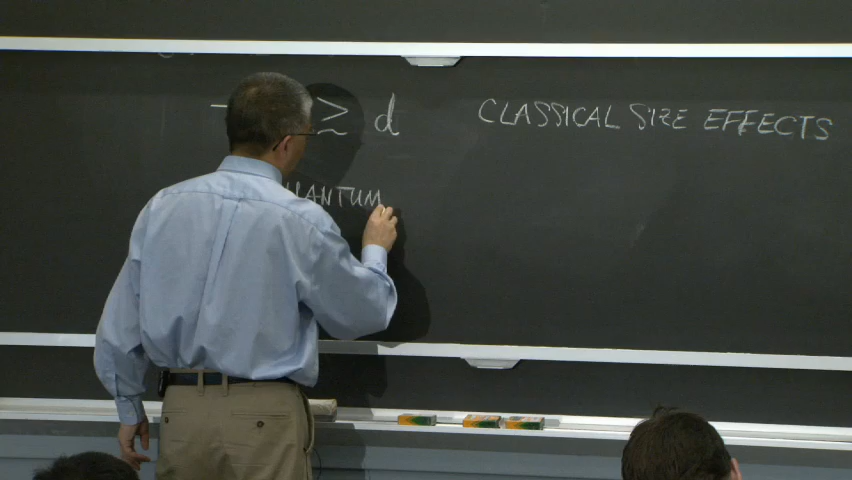 ≳ d CLASSICAL SIZE EFFECTS
UANTUM